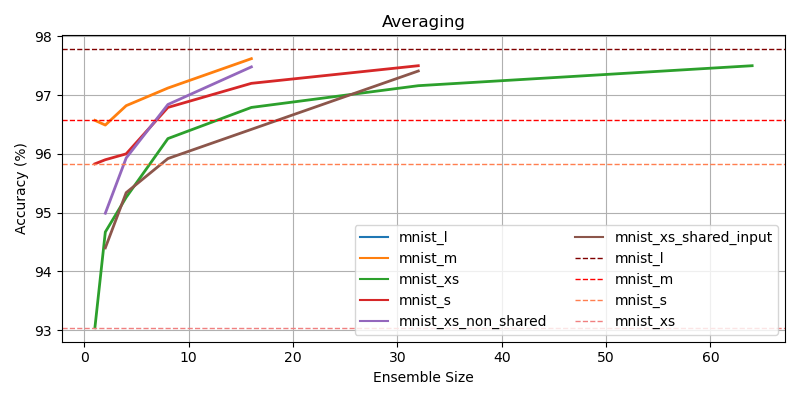 Averaging
98
97
96
95
94
93
Accuracy (%)
0
10
20
30
40
50
60
Ensemble Size
mnist_l
mnist_m
mnist_xs
mnist_s
mnist_xs_non_shared
mnist_xs_shared_input
mnist_l
mnist_m
mnist_s
mnist_xs